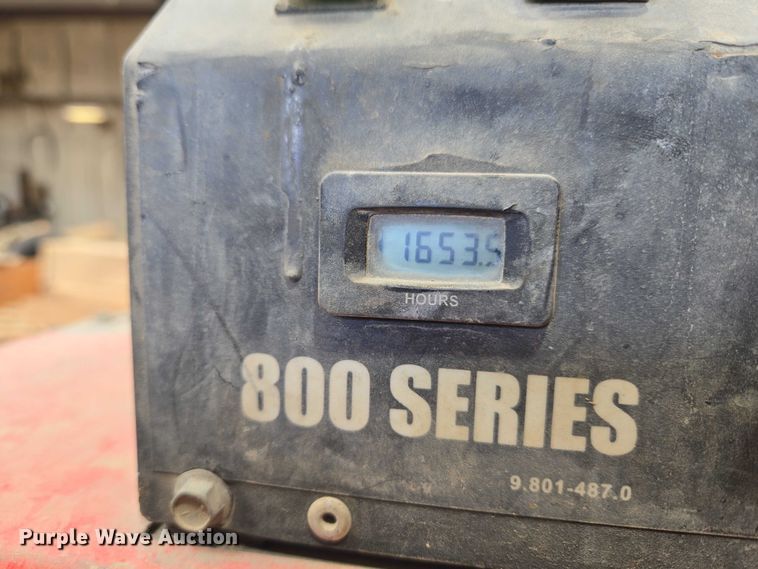 1653.5
HOURS
800 SERIES
9.801-487.0
Purple Wave Auction